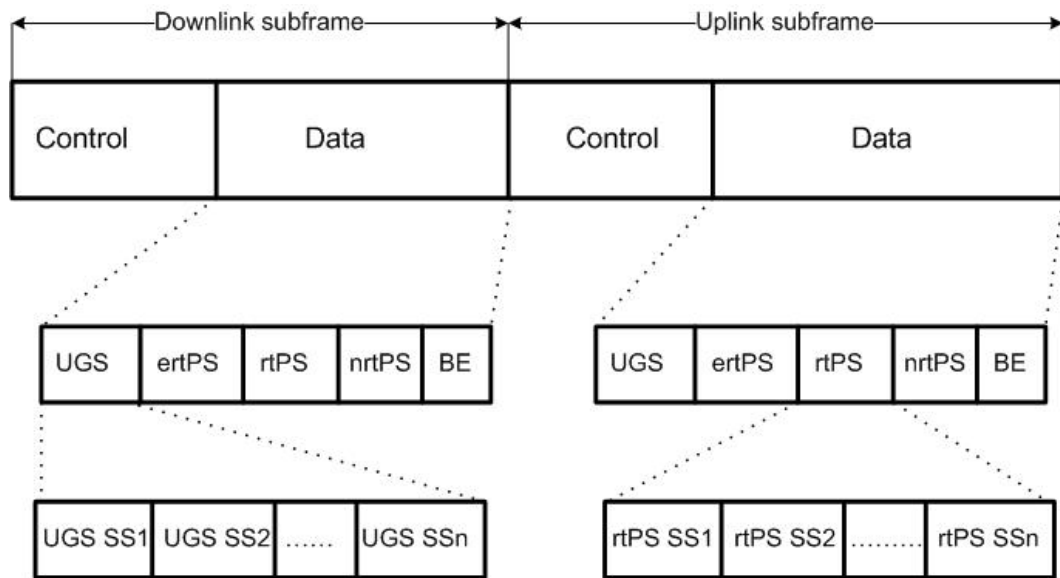 Downlink subframe Uplink subframe
Control Data Control Data
UGS ertPS rtPS nrtPS BE UGS ertPS rtPS nrtPS BE
UGS SS1 UGS SS2 ...... UGS SSn rtPS SS1 rtPS SS2 ......... rtPS SSn